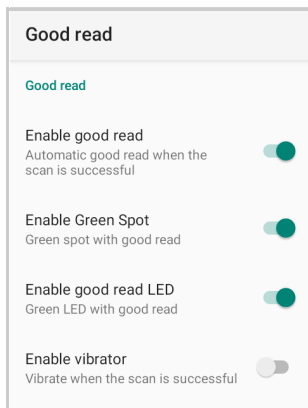 Good read
Good read
Enable good read
Automatic good read when the
scan is successful
Enable Green Spot
Green spot with good read
Enable good read LED
Green LED with good read
Enable vibrator
Vibrate when the scan is successful